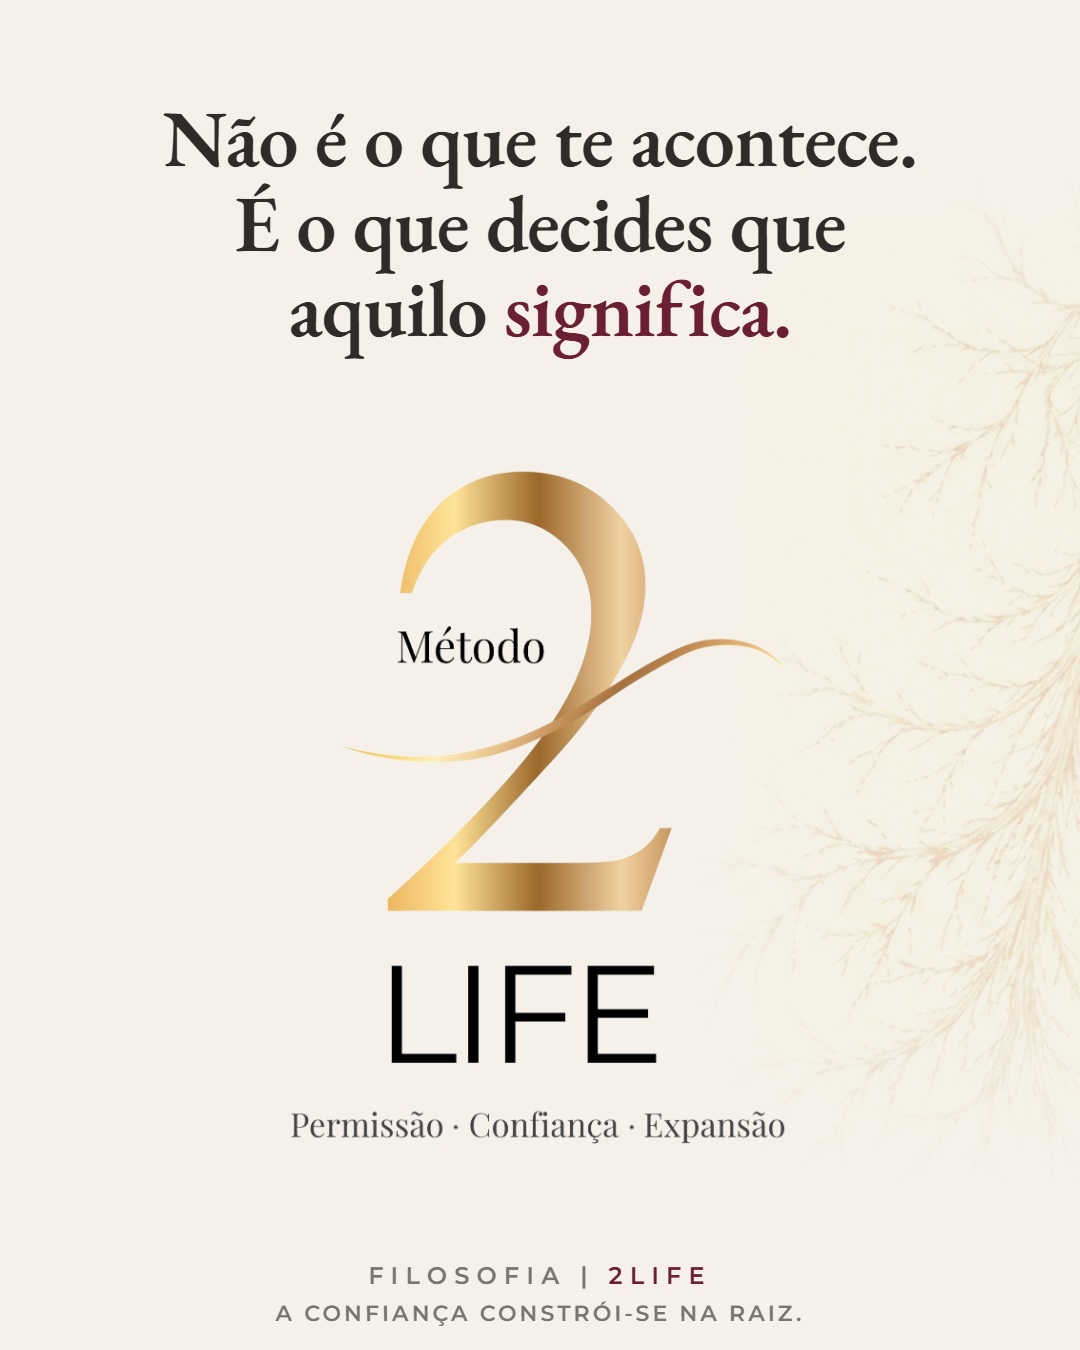 Não é o que te acontece.
É o que decides que
aquilo significa.
Método
2
LIFE
Permissão · Confiança · Expansão
FILOSOFIA | 2LIFE
A CONFIANÇA CONSTRÓI-SE NA RAIZ.